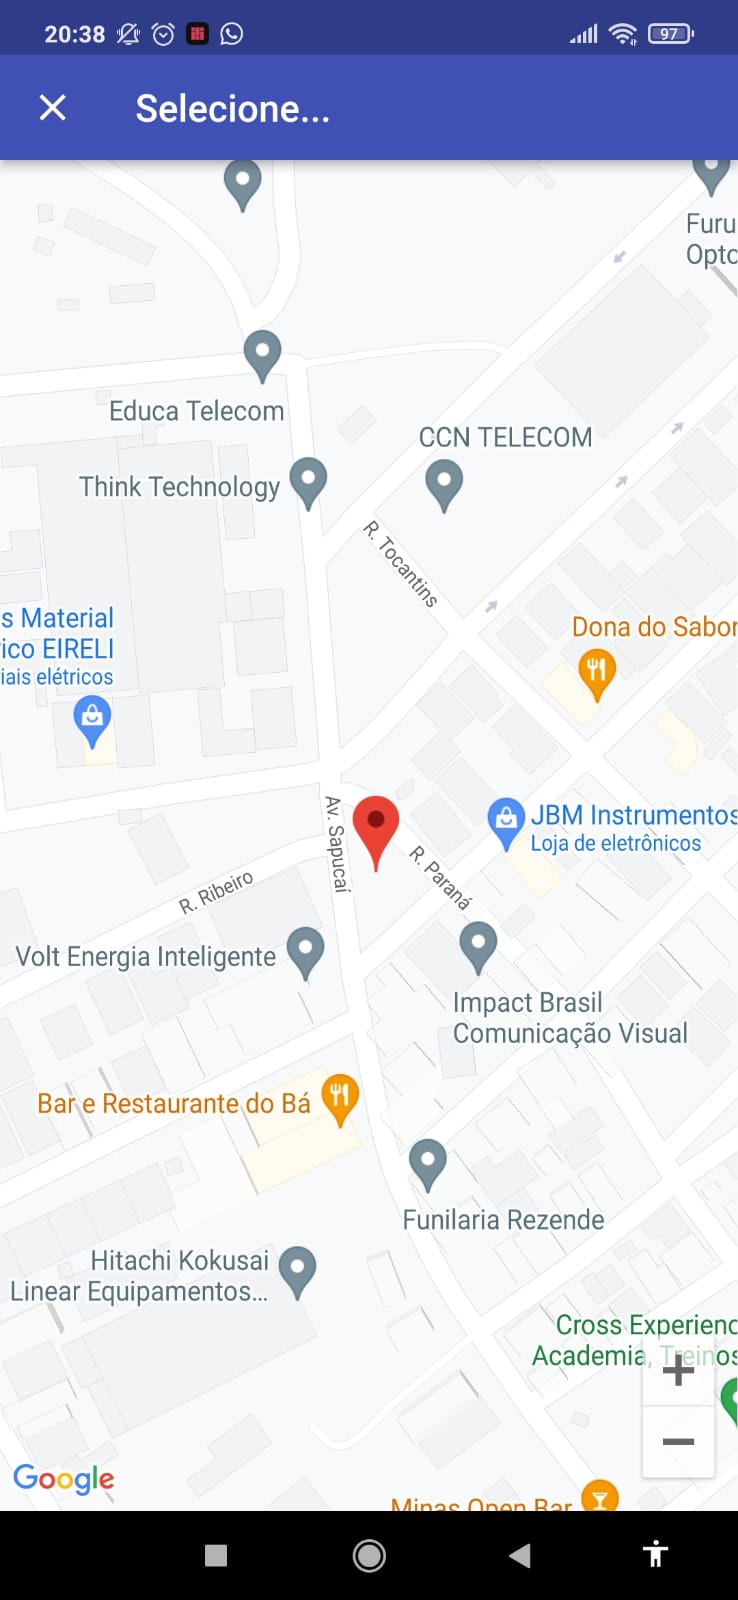 20:38
97
Selecione...
Furu
Opto
Educa Telecom
CCN TELECOM
Think Technology
R. Tocantins
s Material
ico EIRELI
iais elétricos
Dona do Sabor
Av. Sapucaí
JBM Instrumentos
Loja de eletrônicos
R. Paraná
R. Ribeiro
Volt Energia Inteligente
Impact Brasil
Comunicação Visual
Bar e Restaurante do Bá
Funilaria Rezende
Hitachi Kokusai
Linear Equipamentos...
Cross Experienc
Academia, Treinos
Google
Minas Open Bar